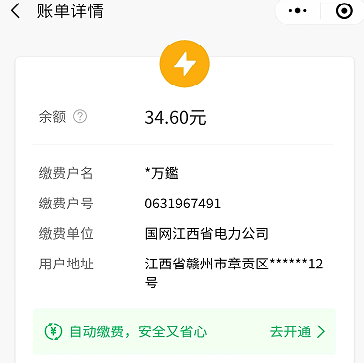 账单详情
余额 34.60元
缴费户名 *万鑑
缴费户号 0631967491
缴费单位 国网江西省电力公司
用户地址 江西省赣州市章贡区******12
号
自动缴费，安全又省心 去开通